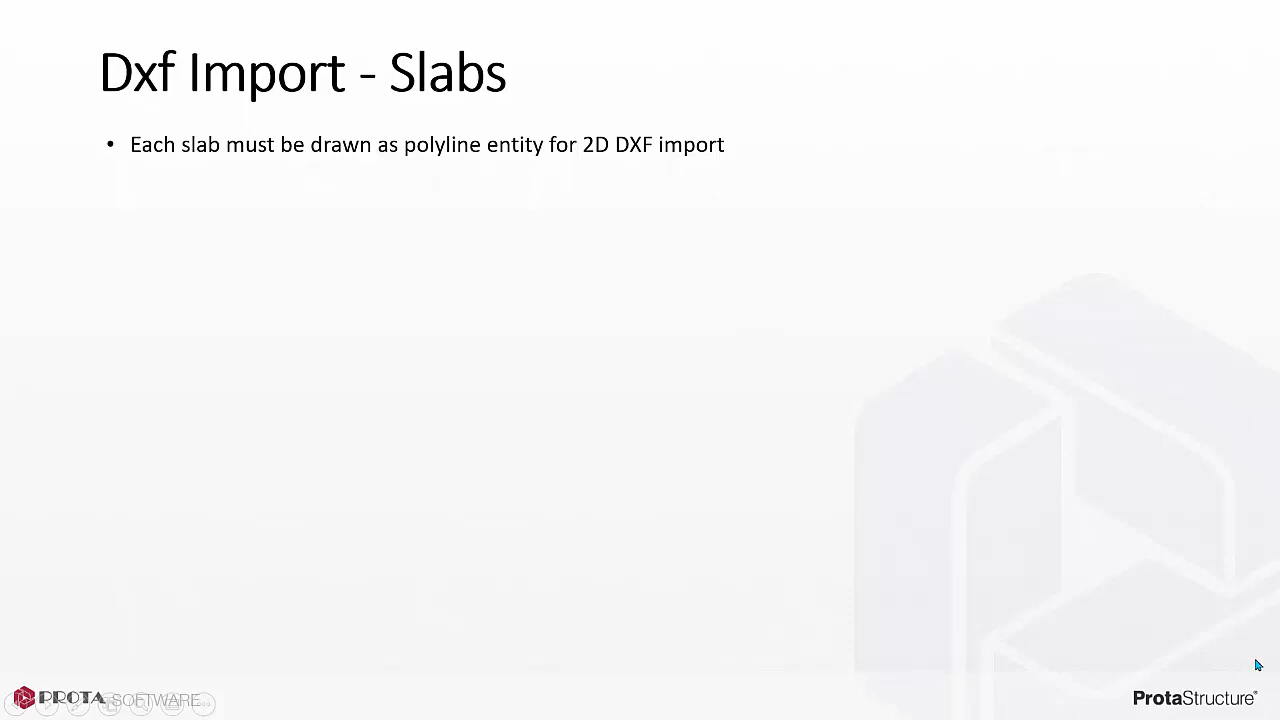 Dxf Import - Slabs
• Each slab must be drawn as polyline entity for 2D DXF import
PROTA SOFTWARE
ProtaStructure®